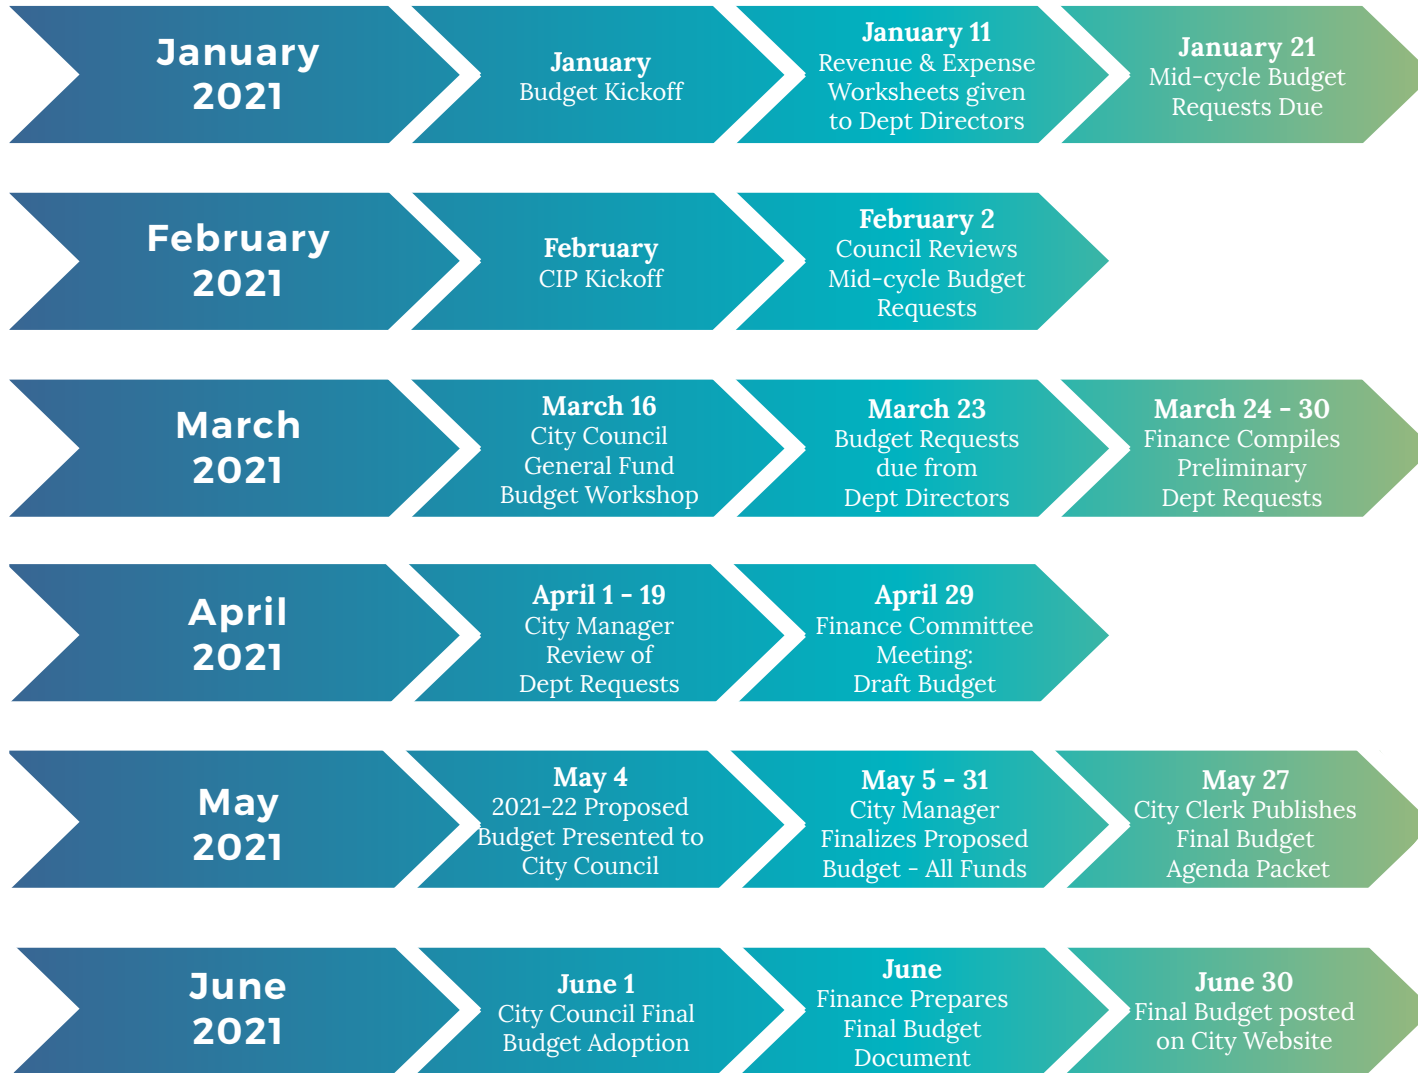 January
2021
January
Budget Kickoff
January 11
Revenue & Expense
Worksheets given
to Dept Directors
January 21
Mid-cycle Budget
Requests Due
February
2021
February
CIP Kickoff
February 2
Council Reviews
Mid-cycle Budget
Requests
March
2021
March 16
City Council
General Fund
Budget Workshop
March 23
Budget Requests
due from
Dept Directors
March 24 - 30
Finance Compiles
Preliminary
Dept Requests
April
2021
April 1 - 19
City Manager
Review of
Dept Requests
April 29
Finance Committee
Meeting:
Draft Budget
May
2021
May 4
2021-22 Proposed
Budget Presented to
City Council
May 5 - 31
City Manager
Finalizes Proposed
Budget - All Funds
May 27
City Clerk Publishes
Final Budget
Agenda Packet
June
2021
June 1
City Council Final
Budget Adoption
June
Finance Prepares
Final Budget
Document
June 30
Final Budget posted
on City Website